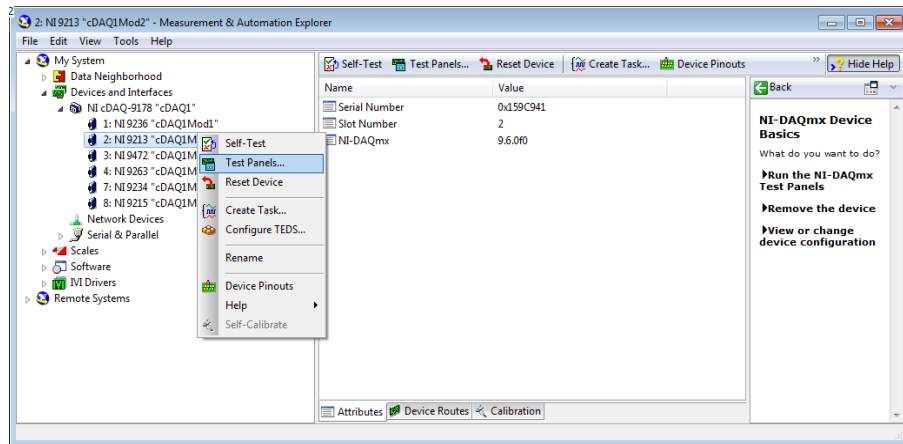 2
2: NI 9213 "cDAQ1Mod2" - Measurement & Automation Explorer
File Edit View Tools Help
My System
Data Neighborhood
Devices and Interfaces
NI cDAQ-9178 "cDAQ1"
1: NI 9236 "cDAQ1Mod1"
2: NI 9213 "cDAQ1M
3: NI 9472 "cDAQ1M
4: NI 9263 "cDAQ1M
7: NI 9234 "cDAQ1M
8: NI 9215 "cDAQ1M
Network Devices
Serial & Parallel
Scales
Software
IVI Drivers
Remote Systems
Self-Test
Test Panels...
Reset Device
Create Task...
Configure TEDS...
Rename
Device Pinouts
Help
Self-Calibrate
Self-Test Test Panels... Reset Device Create Task... Device Pinouts » Hide Help
Name Value
Serial Number 0x159C941
Slot Number 2
NI-DAQmx 9.6.0f0
Attributes Device Routes Calibration
Back
NI-DAQmx Device
Basics
What do you want to do?
Run the NI-DAQmx
Test Panels
Remove the device
View or change
device configuration